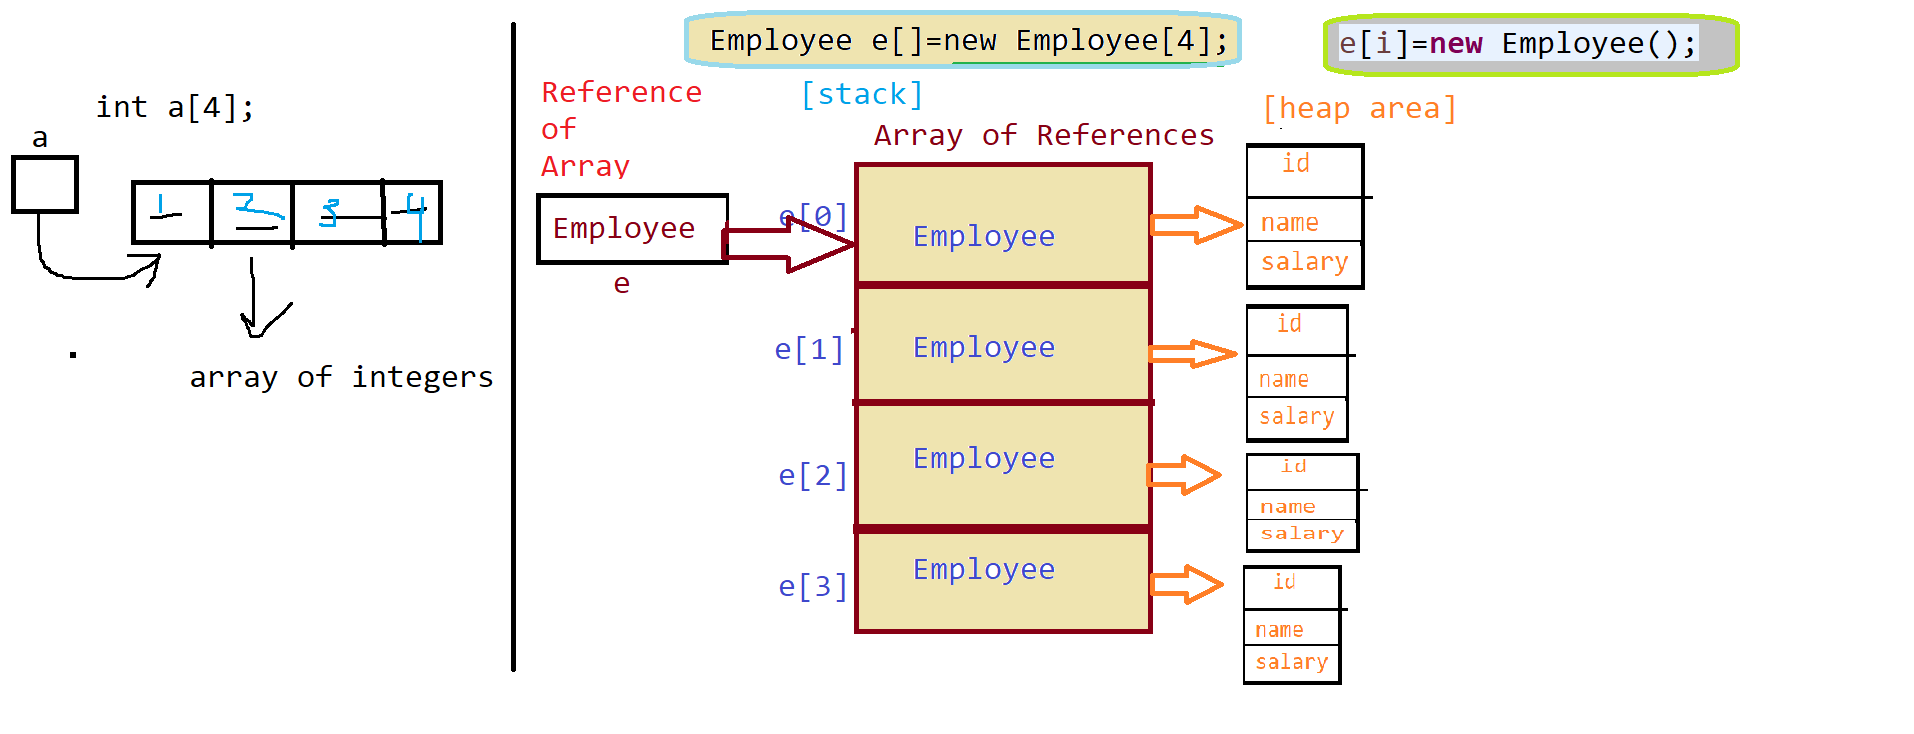 int a[4];
a
1 2 3 4
array of integers
Employee e[]=new Employee[4];
e[i]=new Employee();
Reference
of
Array
[stack]
[heap area]
Array of References
Employee
e
e[0]
Employee
id
name
salary
e[1]
Employee
id
name
salary
e[2]
Employee
id
name
salary
e[3]
Employee
id
name
salary